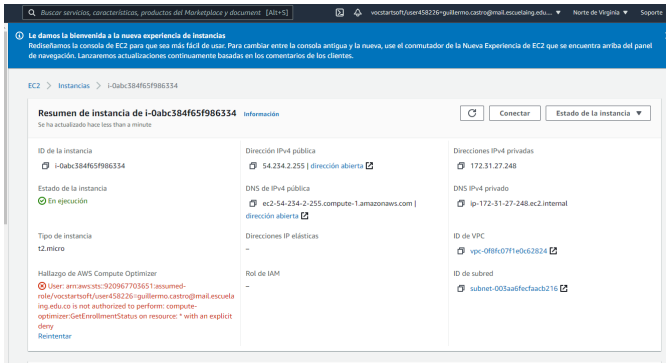 Buscar servicios, características, productos del Marketplace y document [Alt+S]
vocstartsoft/user458226=guillermo.castro@mail.escuelaing.edu.... ▼
Norte de Virginia ▼
Soporte
Le damos la bienvenida a la nueva experiencia de instancias
Rediseñamos la consola de EC2 para que sea más fácil de usar. Para cambiar entre la consola antigua y la nueva, use el conmutador de la Nueva Experiencia de EC2 que se encuentra arriba del panel
de navegación. Lanzaremos actualizaciones continuamente basadas en los comentarios de los clientes.
EC2 > Instancias > i-0abc384f65f986334
Resumen de instancia de i-0abc384f65f986334 Información
Se ha actualizado hace less than a minute
Conectar
Estado de la instancia ▼
ID de la instancia
i-0abc384f65f986334
Dirección IPv4 pública
54.234.2.255 | dirección abierta
Direcciones IPv4 privadas
172.31.27.248
Estado de la instancia
En ejecución
DNS de IPv4 pública
ec2-54-234-2-255.compute-1.amazonaws.com |
dirección abierta
DNS IPv4 privado
ip-172-31-27-248.ec2.internal
Tipo de instancia
t2.micro
Direcciones IP elásticas
–
ID de VPC
vpc-0f8fc07f1e0c62824
Hallazgo de AWS Compute Optimizer
User: arn:aws:sts::920967703651:assumed-
role/vocstartsoft/user458226=guillermo.castro@mail.escuela
ing.edu.co is not authorized to perform: compute-
optimizer:GetEnrollmentStatus on resource: * with an explicit
deny
Reintentar
Rol de IAM
–
ID de subred
subnet-003aa6fecfaacb216